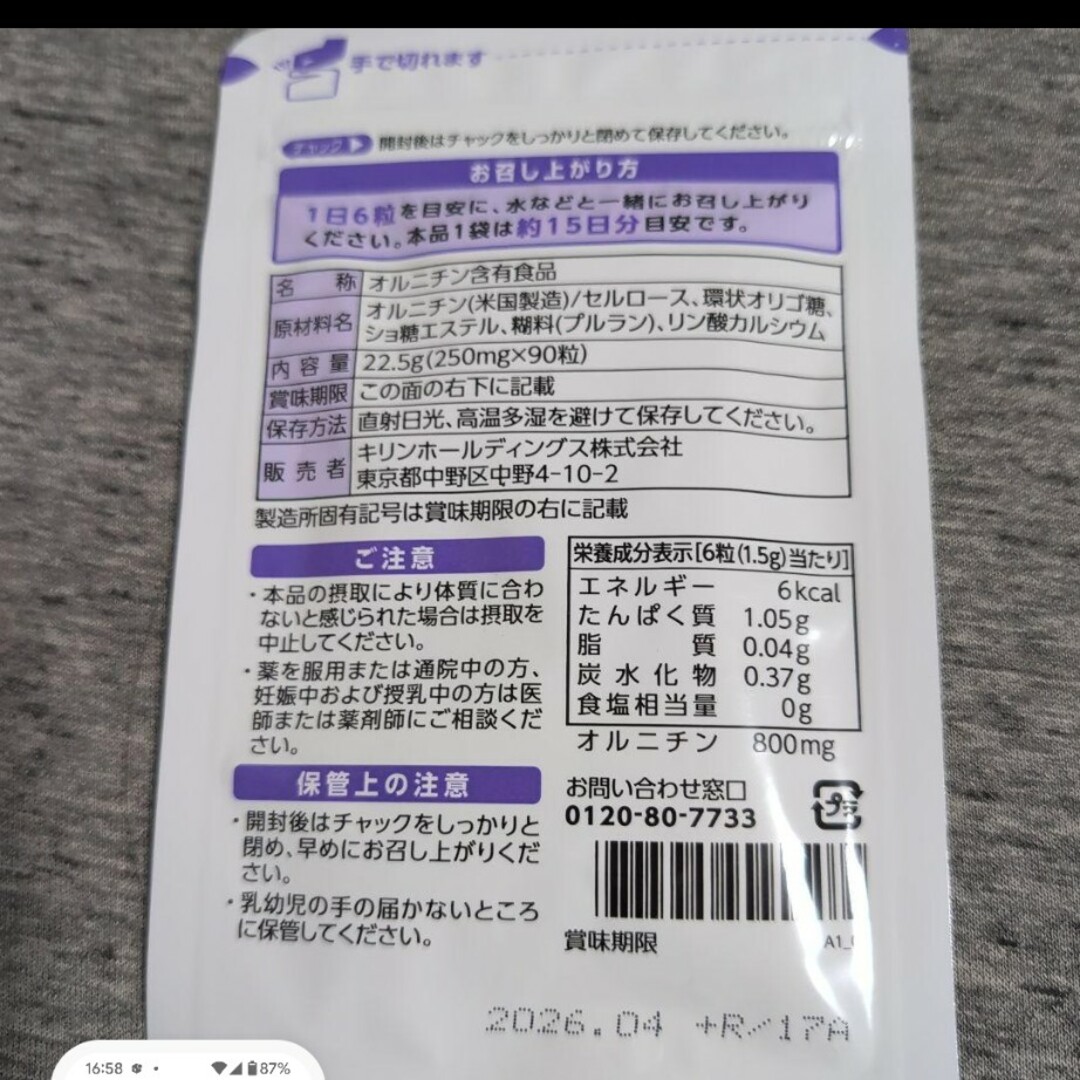 手で切れます
チャック 開封後はチャックをしっかりと閉めて保存してください。
お召し上がり方
1日6粒を目安に、水などと一緒にお召し上がり
ください。本品1袋は約15日分目安です。
名称 オルニチン含有食品
原材料名 オルニチン(米国製造)/セルロース、環状オリゴ糖、
ショ糖エステル、糊料(プルラン)、リン酸カルシウム
内容量 22.5g(250mg×90粒)
賞味期限 この面の右下に記載
保存方法 直射日光、高温多湿を避けて保存してください。
販売者 キリンホールディングス株式会社
東京都中野区中野4-10-2
製造所固有記号は賞味期限の右に記載
ご注意
・本品の摂取により体質に合わ
ないと感じられた場合は摂取を
中止してください。
・薬を服用または通院中の方、
妊娠中および授乳中の方は医
師または薬剤師にご相談くだ
さい。
保管上の注意
・開封後はチャックをしっかりと
閉め、早めにお召し上がりくだ
さい。
・乳幼児の手の届かないところ
に保管してください。
栄養成分表示[6粒(1.5g)当たり]
エネルギー 6kcal
たんぱく質 1.05g
脂質 0.04g
炭水化物 0.37g
食塩相当量 0g
オルニチン 800mg
お問い合わせ窓口
0120-80-7733
プラ
賞味期限
A1_
2026.04 +R/17A
16:58 87%